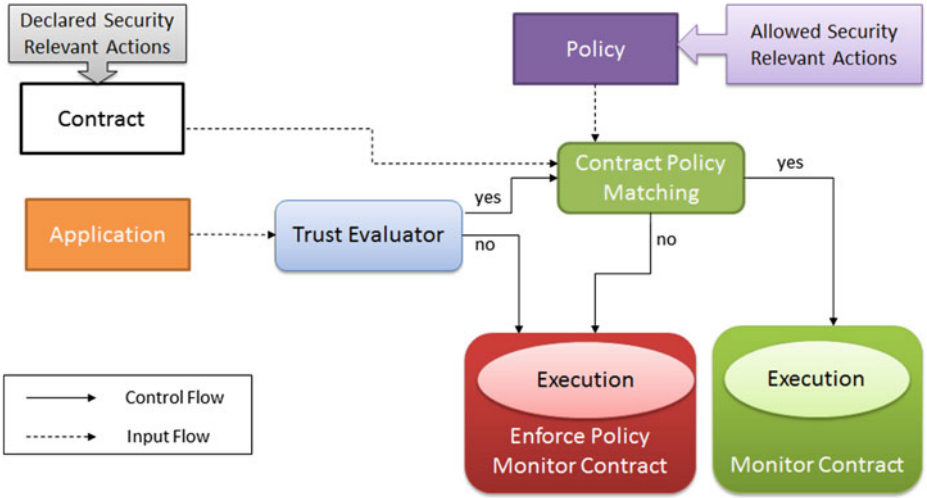 Declared Security
Relevant Actions
Policy
Allowed Security
Relevant Actions
Contract
Contract Policy
Matching
yes
yes
Application
Trust Evaluator
no
no
Execution
Enforce Policy
Monitor Contract
Execution
Monitor Contract
Control Flow
Input Flow